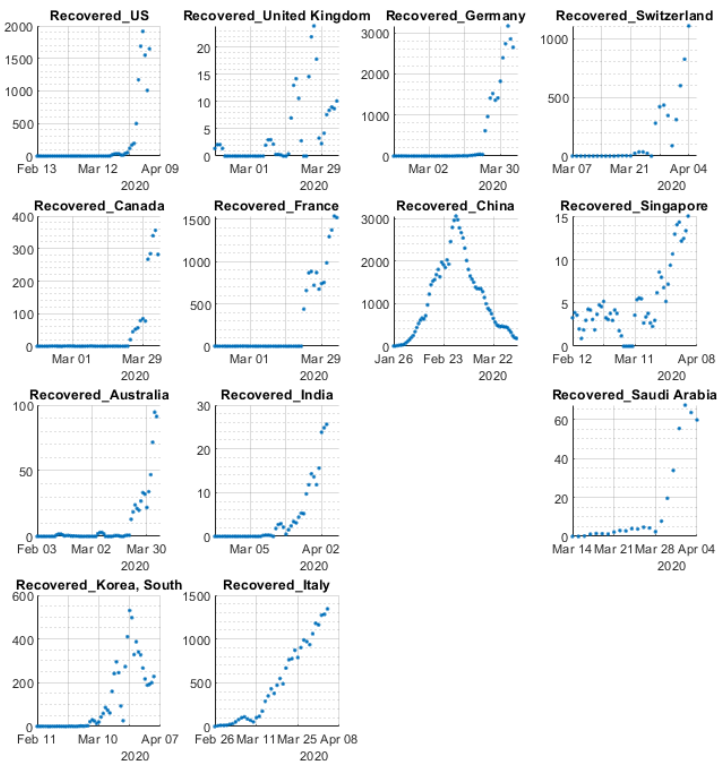 Recovered_US
2000
1500
1000
500
0
Feb 13 Mar 12 Apr 09
2020
Recovered_United Kingdom
20
15
10
5
0
Mar 01 Mar 29
2020
Recovered_Germany
3000
2000
1000
0
Mar 02 Mar 30
2020
Recovered_Switzerland
1000
500
0
Mar 07 Mar 21 Apr 04
2020
Recovered_Canada
400
300
200
100
0
Mar 01 Mar 29
2020
Recovered_France
1500
1000
500
0
Mar 01 Mar 29
2020
Recovered_China
3000
2000
1000
0
Jan 26 Feb 23 Mar 22
2020
Recovered_Singapore
15
10
5
0
Feb 12 Mar 11 Apr 08
2020
Recovered_Australia
100
50
0
Feb 03 Mar 02 Mar 30
2020
Recovered_India
30
20
10
0
Mar 05 Apr 02
2020
Recovered_Saudi Arabia
60
40
20
0
Mar 14 Mar 21 Mar 28 Apr 04
2020
Recovered_Korea, South
600
400
200
0
Feb 11 Mar 10 Apr 07
2020
Recovered_Italy
1500
1000
500
0
Feb 26 Mar 11 Mar 25 Apr 08
2020